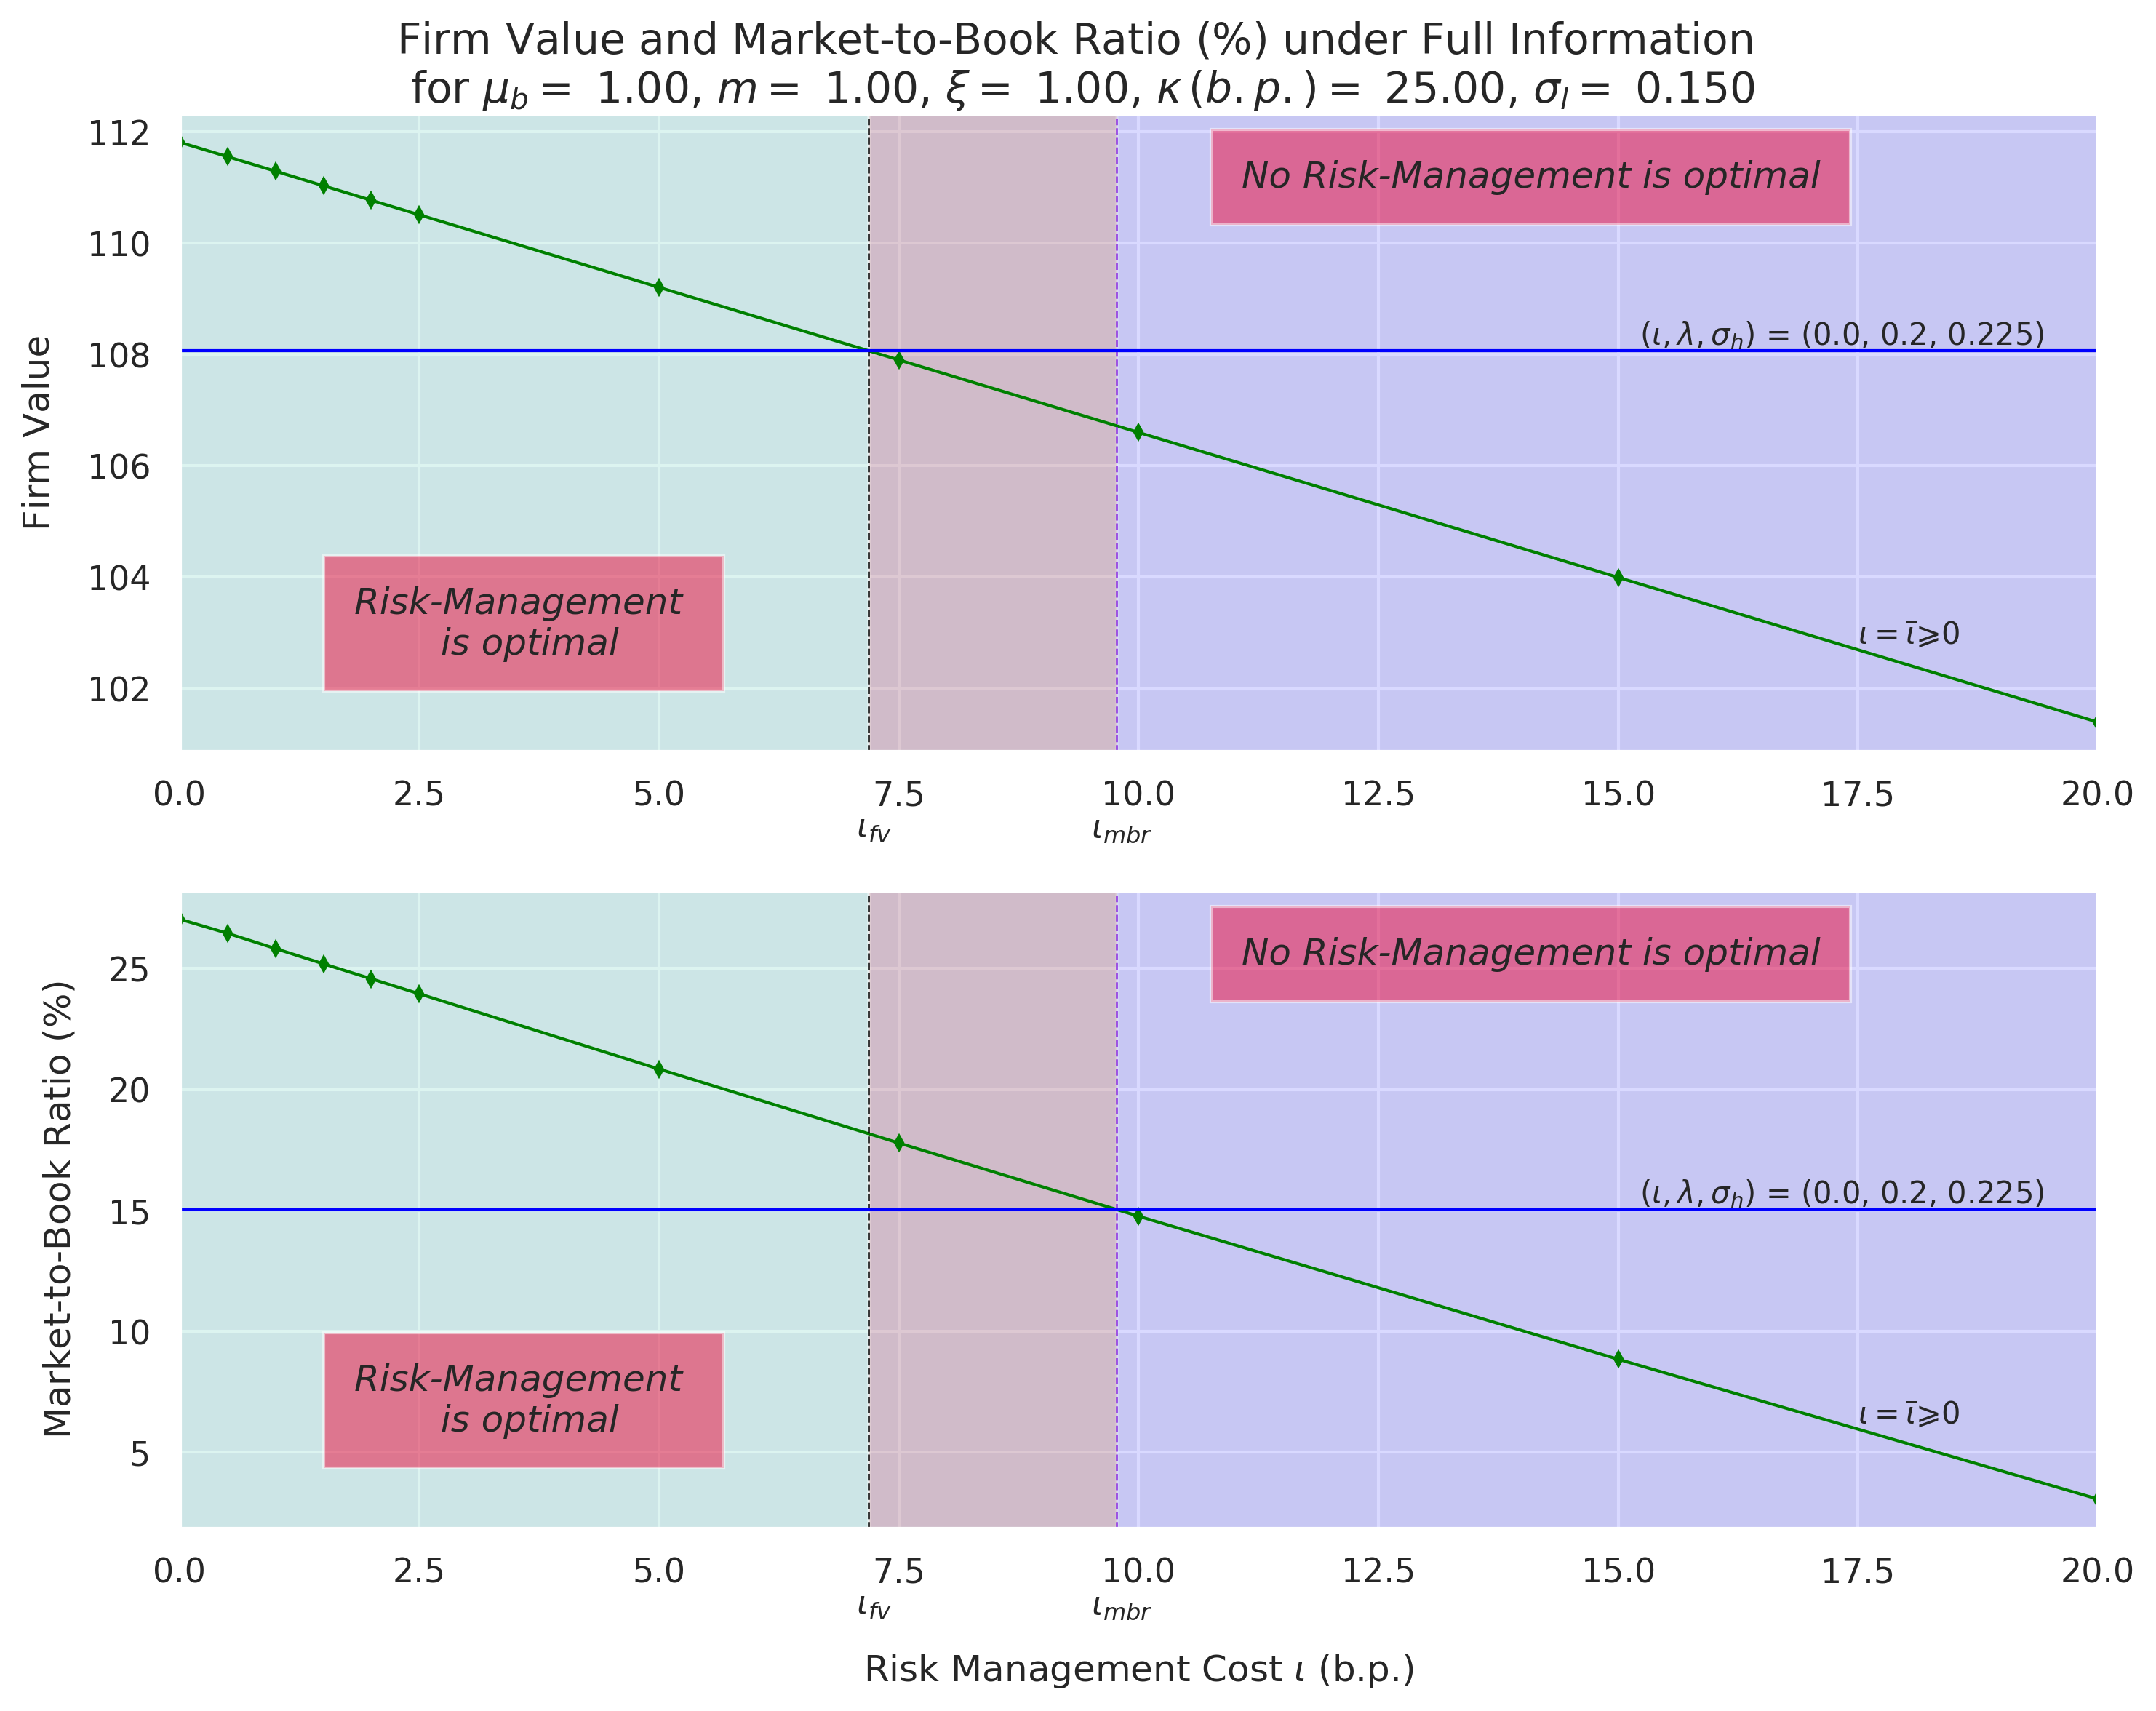 Firm Value and Market-to-Book Ratio (%) under Full Information
for μ_b = 1.00, m = 1.00, ξ = 1.00, κ (b.p.) = 25.00, σ_l = 0.150
Firm Value
112
110
108
106
104
102
No Risk-Management is optimal
(ι, λ, σ_h) = (0.0, 0.2, 0.225)
Risk-Management
is optimal
ι = ῑ⩾0
0.0 2.5 5.0 7.5 10.0 12.5 15.0 17.5 20.0
ι_fv ι_mbr
Market-to-Book Ratio (%)
25
20
15
10
5
No Risk-Management is optimal
(ι, λ, σ_h) = (0.0, 0.2, 0.225)
Risk-Management
is optimal
ι = ῑ⩾0
0.0 2.5 5.0 7.5 10.0 12.5 15.0 17.5 20.0
ι_fv ι_mbr
Risk Management Cost ι (b.p.)